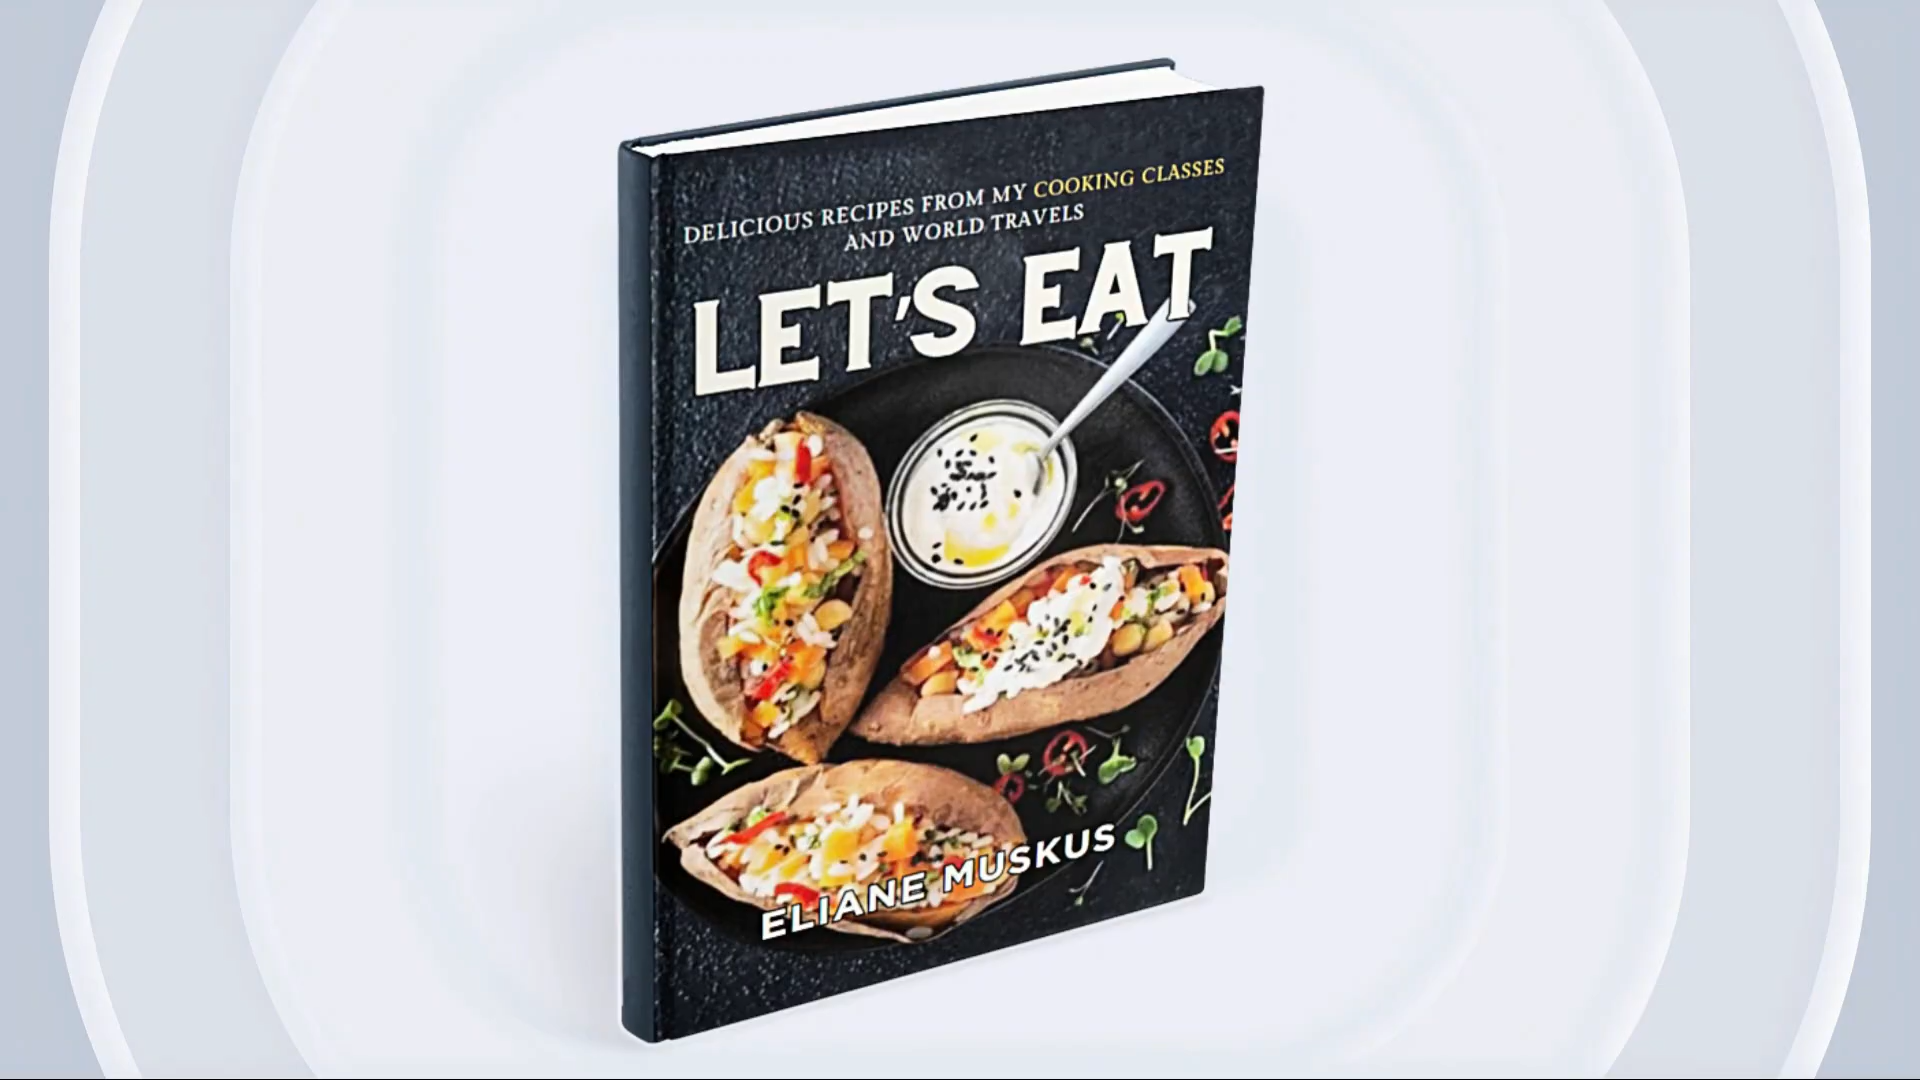 DELICIOUS RECIPES FROM MY COOKING CLASSES
AND WORLD TRAVELS
LET'S EAT
ELIANE MUSKUS